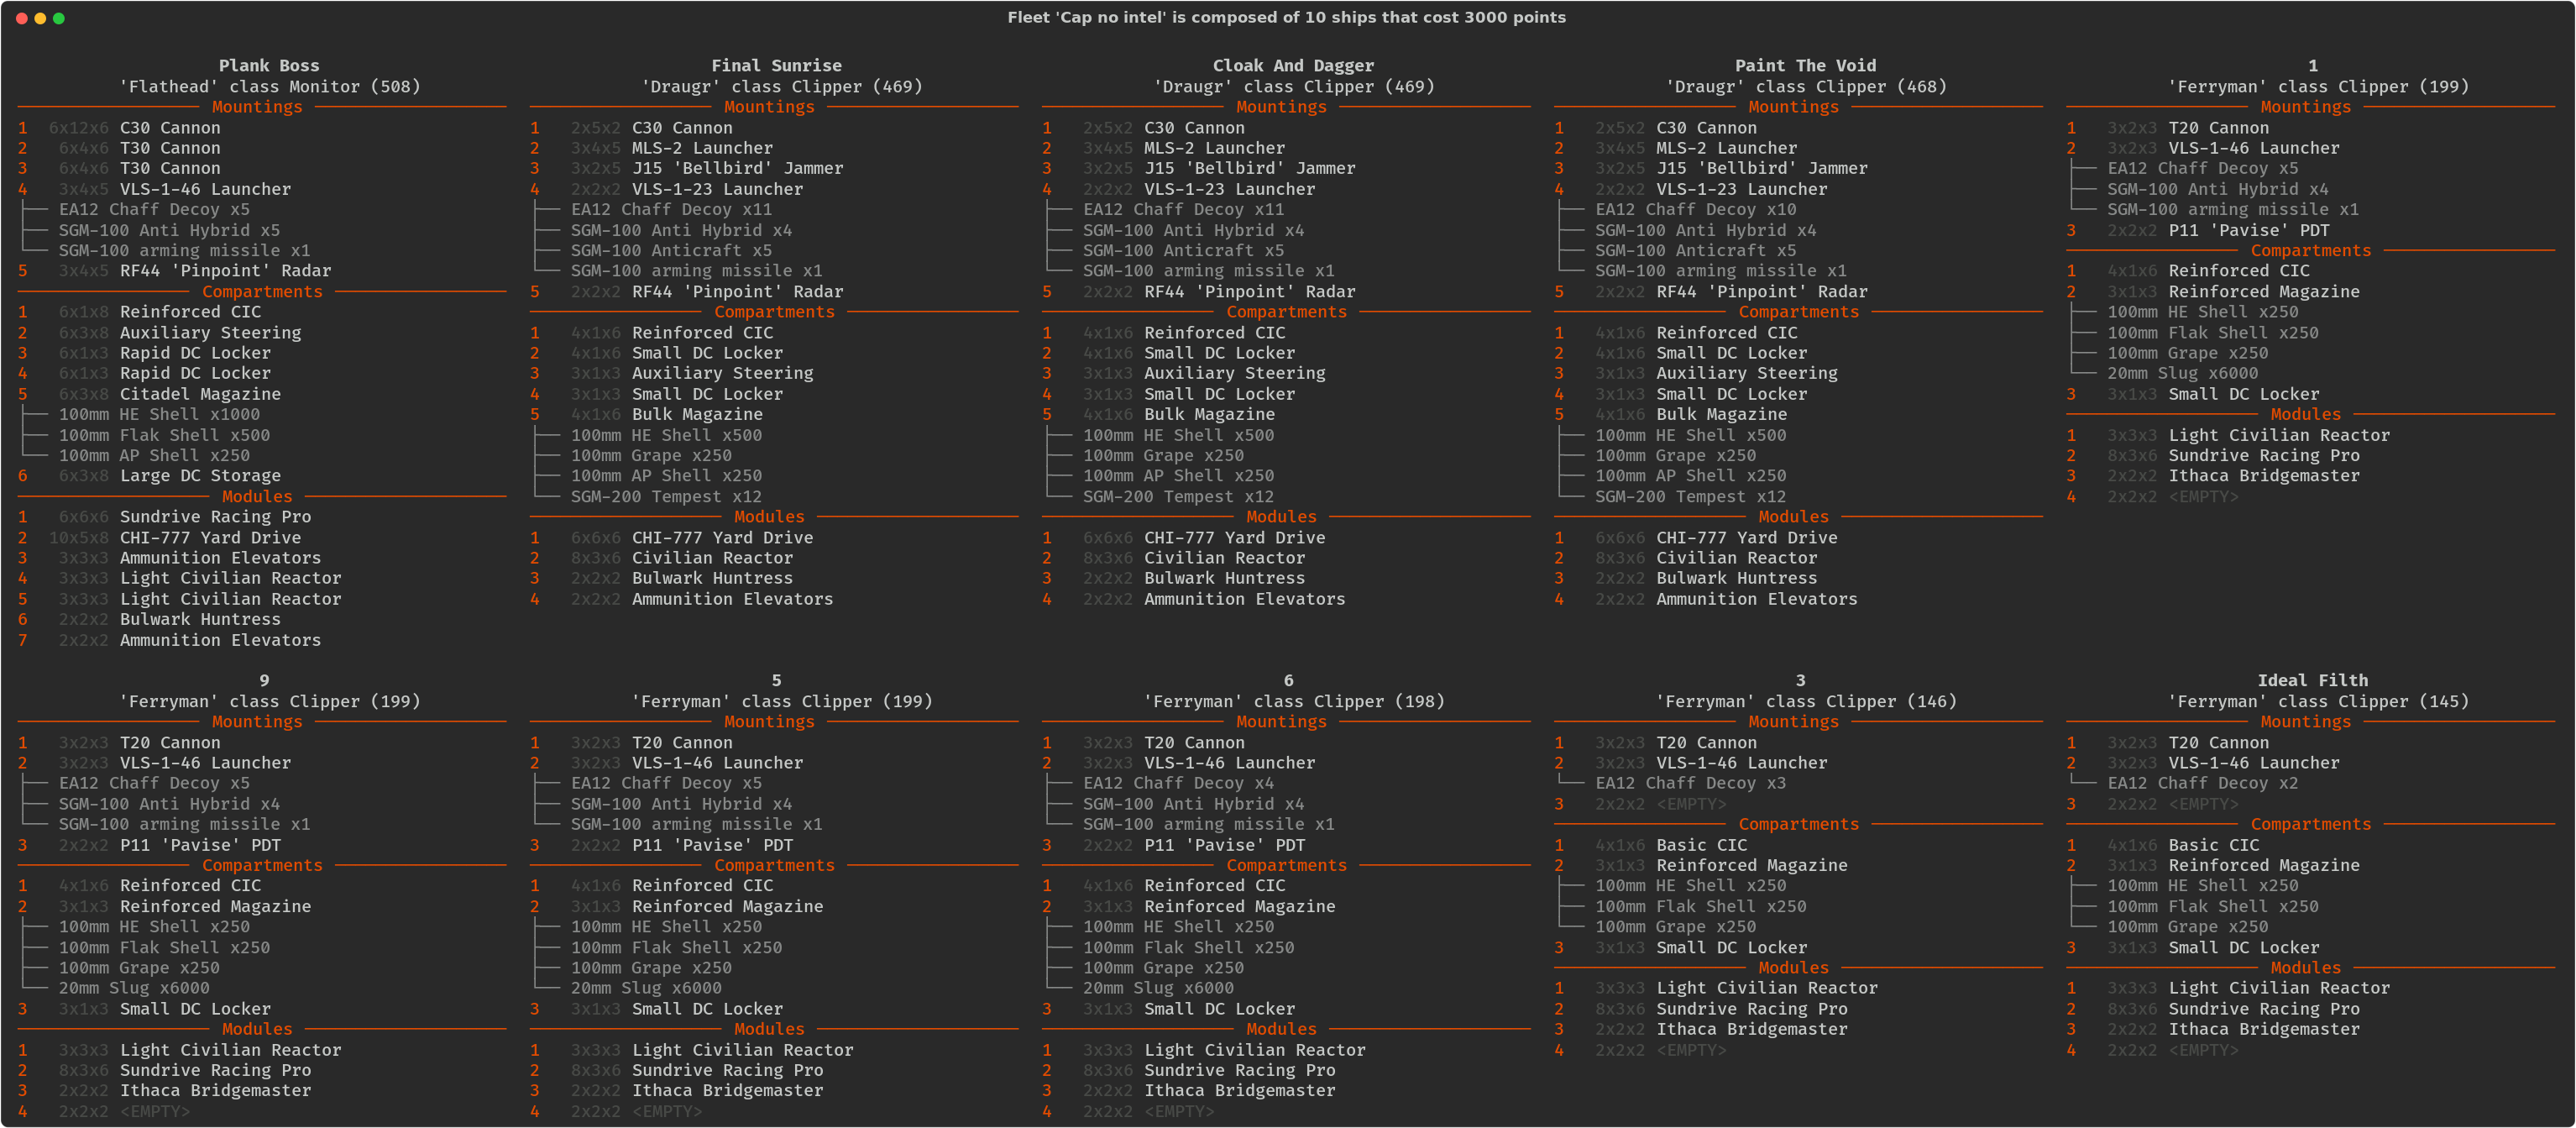 Fleet 'Cap no intel' is composed of 10 ships that cost 3000 points
Plank Boss
'Flathead' class Monitor (508)
Mountings
1 6x12x6 C30 Cannon
2 6x4x6 T30 Cannon
3 6x4x6 T30 Cannon
4 3x4x5 VLS-1-46 Launcher
EA12 Chaff Decoy x5
SGM-100 Anti Hybrid x5
SGM-100 arming missile x1
5 3x4x5 RF44 'Pinpoint' Radar
Compartments
1 6x1x8 Reinforced CIC
2 6x3x8 Auxiliary Steering
3 6x1x3 Rapid DC Locker
4 6x1x3 Rapid DC Locker
5 6x3x8 Citadel Magazine
100mm HE Shell x1000
100mm Flak Shell x500
100mm AP Shell x250
6 6x3x8 Large DC Storage
Modules
1 6x6x6 Sundrive Racing Pro
2 10x5x8 CHI-777 Yard Drive
3 3x3x3 Ammunition Elevators
4 3x3x3 Light Civilian Reactor
5 3x3x3 Light Civilian Reactor
6 2x2x2 Bulwark Huntress
7 2x2x2 Ammunition Elevators
Final Sunrise
'Draugr' class Clipper (469)
Mountings
1 2x5x2 C30 Cannon
2 3x4x5 MLS-2 Launcher
3 3x2x5 J15 'Bellbird' Jammer
4 2x2x2 VLS-1-23 Launcher
EA12 Chaff Decoy x11
SGM-100 Anti Hybrid x4
SGM-100 Anticraft x5
SGM-100 arming missile x1
5 2x2x2 RF44 'Pinpoint' Radar
Compartments
1 4x1x6 Reinforced CIC
2 4x1x6 Small DC Locker
3 3x1x3 Auxiliary Steering
4 3x1x3 Small DC Locker
5 4x1x6 Bulk Magazine
100mm HE Shell x500
100mm Grape x250
100mm AP Shell x250
SGM-200 Tempest x12
Modules
1 6x6x6 CHI-777 Yard Drive
2 8x3x6 Civilian Reactor
3 2x2x2 Bulwark Huntress
4 2x2x2 Ammunition Elevators
Cloak And Dagger
'Draugr' class Clipper (469)
Mountings
1 2x5x2 C30 Cannon
2 3x4x5 MLS-2 Launcher
3 3x2x5 J15 'Bellbird' Jammer
4 2x2x2 VLS-1-23 Launcher
EA12 Chaff Decoy x11
SGM-100 Anti Hybrid x4
SGM-100 Anticraft x5
SGM-100 arming missile x1
5 2x2x2 RF44 'Pinpoint' Radar
Compartments
1 4x1x6 Reinforced CIC
2 4x1x6 Small DC Locker
3 3x1x3 Auxiliary Steering
4 3x1x3 Small DC Locker
5 4x1x6 Bulk Magazine
100mm HE Shell x500
100mm Grape x250
100mm AP Shell x250
SGM-200 Tempest x12
Modules
1 6x6x6 CHI-777 Yard Drive
2 8x3x6 Civilian Reactor
3 2x2x2 Bulwark Huntress
4 2x2x2 Ammunition Elevators
Paint The Void
'Draugr' class Clipper (468)
Mountings
1 2x5x2 C30 Cannon
2 3x4x5 MLS-2 Launcher
3 3x2x5 J15 'Bellbird' Jammer
4 2x2x2 VLS-1-23 Launcher
EA12 Chaff Decoy x10
SGM-100 Anti Hybrid x4
SGM-100 Anticraft x5
SGM-100 arming missile x1
5 2x2x2 RF44 'Pinpoint' Radar
Compartments
1 4x1x6 Reinforced CIC
2 4x1x6 Small DC Locker
3 3x1x3 Auxiliary Steering
4 3x1x3 Small DC Locker
5 4x1x6 Bulk Magazine
100mm HE Shell x500
100mm Grape x250
100mm AP Shell x250
SGM-200 Tempest x12
Modules
1 6x6x6 CHI-777 Yard Drive
2 8x3x6 Civilian Reactor
3 2x2x2 Bulwark Huntress
4 2x2x2 Ammunition Elevators
1
'Ferryman' class Clipper (199)
Mountings
1 3x2x3 T20 Cannon
2 3x2x3 VLS-1-46 Launcher
EA12 Chaff Decoy x5
SGM-100 Anti Hybrid x4
SGM-100 arming missile x1
3 2x2x2 P11 'Pavise' PDT
Compartments
1 4x1x6 Reinforced CIC
2 3x1x3 Reinforced Magazine
100mm HE Shell x250
100mm Flak Shell x250
100mm Grape x250
20mm Slug x6000
3 3x1x3 Small DC Locker
Modules
1 3x3x3 Light Civilian Reactor
2 8x3x6 Sundrive Racing Pro
3 2x2x2 Ithaca Bridgemaster
4 2x2x2 <EMPTY>
9
'Ferryman' class Clipper (199)
Mountings
1 3x2x3 T20 Cannon
2 3x2x3 VLS-1-46 Launcher
EA12 Chaff Decoy x5
SGM-100 Anti Hybrid x4
SGM-100 arming missile x1
3 2x2x2 P11 'Pavise' PDT
Compartments
1 4x1x6 Reinforced CIC
2 3x1x3 Reinforced Magazine
100mm HE Shell x250
100mm Flak Shell x250
100mm Grape x250
20mm Slug x6000
3 3x1x3 Small DC Locker
Modules
1 3x3x3 Light Civilian Reactor
2 8x3x6 Sundrive Racing Pro
3 2x2x2 Ithaca Bridgemaster
4 2x2x2 <EMPTY>
5
'Ferryman' class Clipper (199)
Mountings
1 3x2x3 T20 Cannon
2 3x2x3 VLS-1-46 Launcher
EA12 Chaff Decoy x5
SGM-100 Anti Hybrid x4
SGM-100 arming missile x1
3 2x2x2 P11 'Pavise' PDT
Compartments
1 4x1x6 Reinforced CIC
2 3x1x3 Reinforced Magazine
100mm HE Shell x250
100mm Flak Shell x250
100mm Grape x250
20mm Slug x6000
3 3x1x3 Small DC Locker
Modules
1 3x3x3 Light Civilian Reactor
2 8x3x6 Sundrive Racing Pro
3 2x2x2 Ithaca Bridgemaster
4 2x2x2 <EMPTY>
6
'Ferryman' class Clipper (198)
Mountings
1 3x2x3 T20 Cannon
2 3x2x3 VLS-1-46 Launcher
EA12 Chaff Decoy x4
SGM-100 Anti Hybrid x4
SGM-100 arming missile x1
3 2x2x2 P11 'Pavise' PDT
Compartments
1 4x1x6 Reinforced CIC
2 3x1x3 Reinforced Magazine
100mm HE Shell x250
100mm Flak Shell x250
100mm Grape x250
20mm Slug x6000
3 3x1x3 Small DC Locker
Modules
1 3x3x3 Light Civilian Reactor
2 8x3x6 Sundrive Racing Pro
3 2x2x2 Ithaca Bridgemaster
4 2x2x2 <EMPTY>
3
'Ferryman' class Clipper (146)
Mountings
1 3x2x3 T20 Cannon
2 3x2x3 VLS-1-46 Launcher
EA12 Chaff Decoy x3
3 2x2x2 <EMPTY>
Compartments
1 4x1x6 Basic CIC
2 3x1x3 Reinforced Magazine
100mm HE Shell x250
100mm Flak Shell x250
100mm Grape x250
3 3x1x3 Small DC Locker
Modules
1 3x3x3 Light Civilian Reactor
2 8x3x6 Sundrive Racing Pro
3 2x2x2 Ithaca Bridgemaster
4 2x2x2 <EMPTY>
Ideal Filth
'Ferryman' class Clipper (145)
Mountings
1 3x2x3 T20 Cannon
2 3x2x3 VLS-1-46 Launcher
EA12 Chaff Decoy x2
3 2x2x2 <EMPTY>
Compartments
1 4x1x6 Basic CIC
2 3x1x3 Reinforced Magazine
100mm HE Shell x250
100mm Flak Shell x250
100mm Grape x250
3 3x1x3 Small DC Locker
Modules
1 3x3x3 Light Civilian Reactor
2 8x3x6 Sundrive Racing Pro
3 2x2x2 Ithaca Bridgemaster
4 2x2x2 <EMPTY>